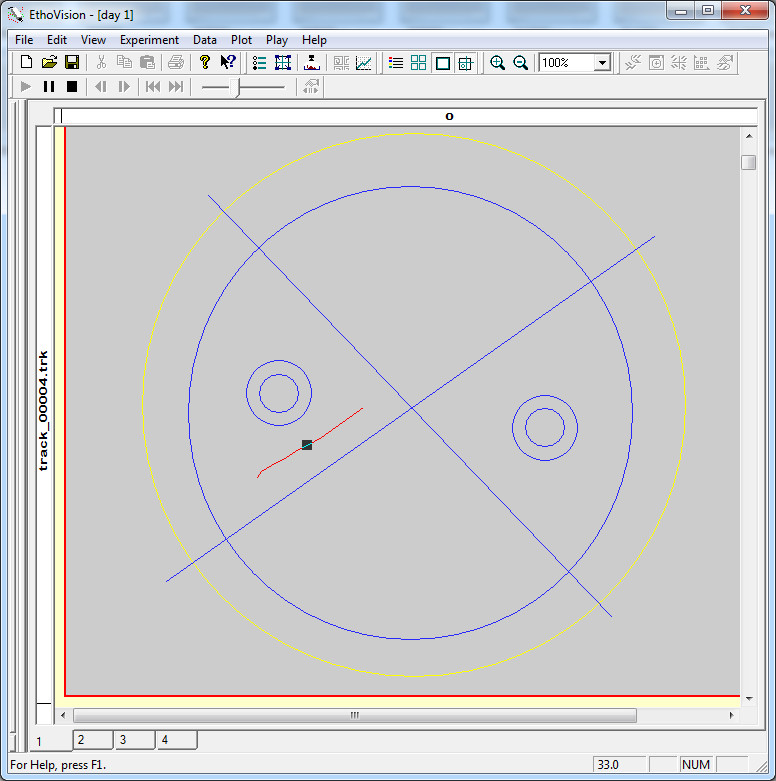 EthoVision - [day 1]
File Edit View Experiment Data Plot Play Help
100%
o
track_00004.trk
1 2 3 4
For Help, press F1. 33.0 NUM